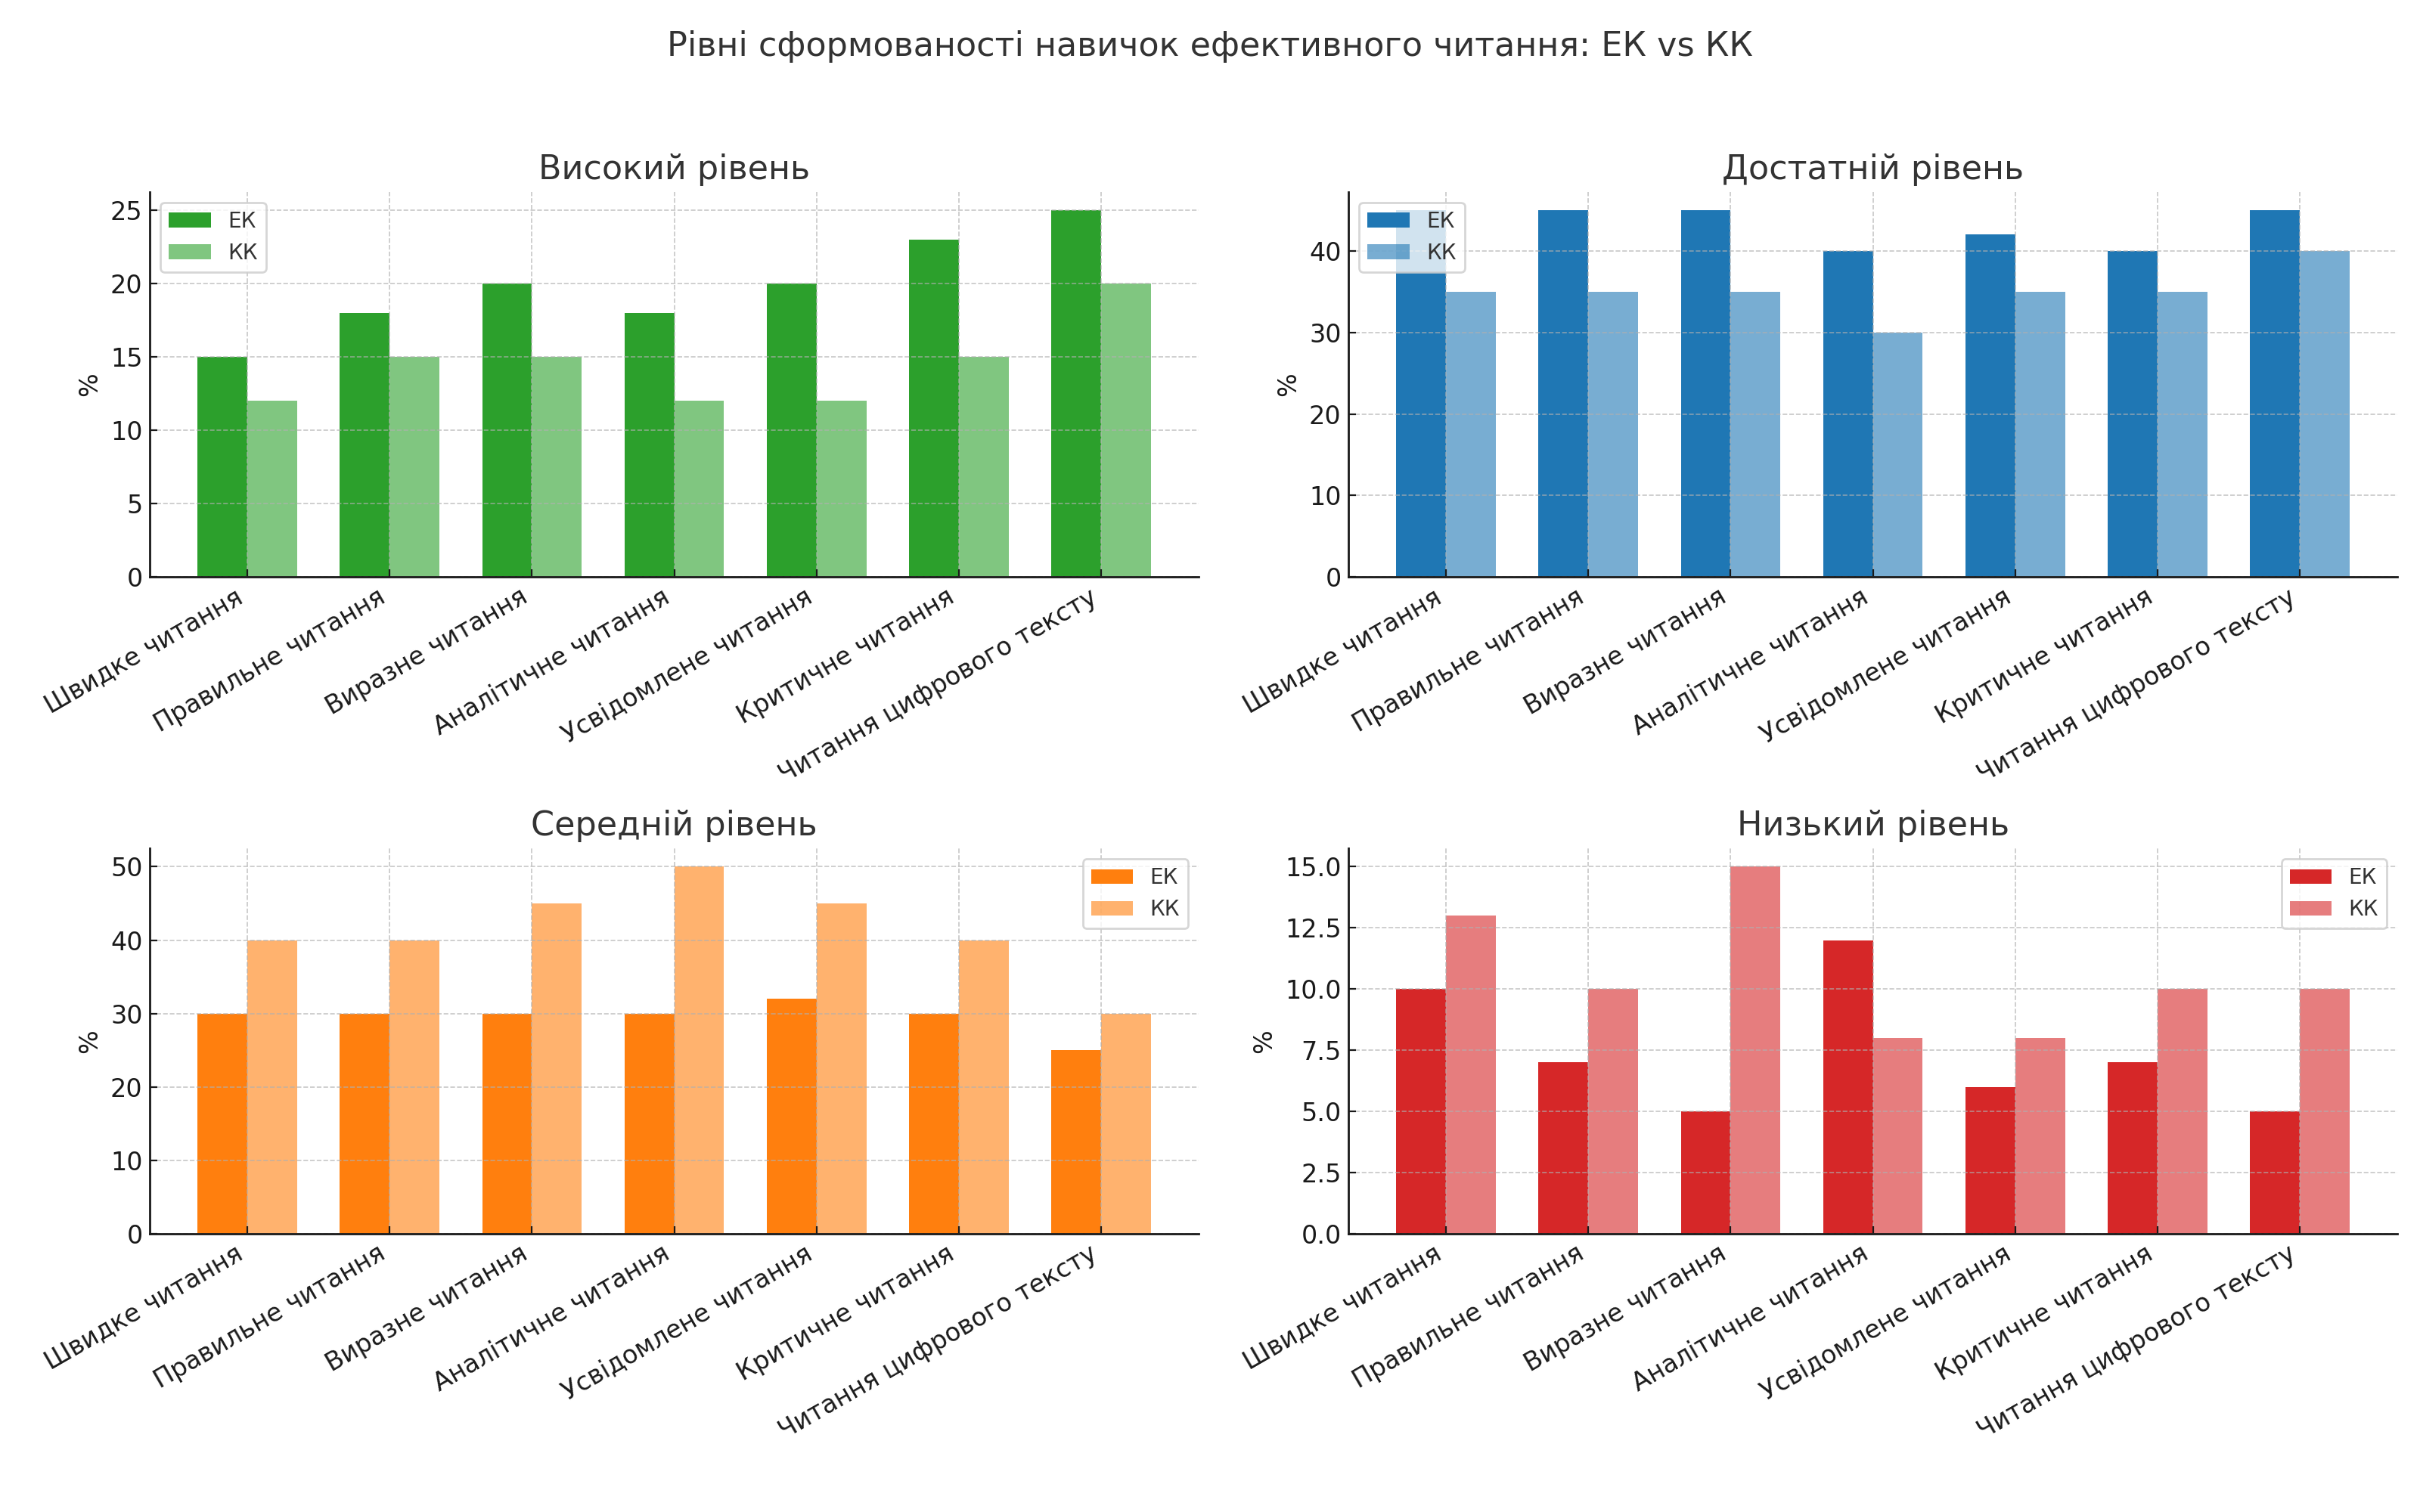 Рівні сформованості навичок ефективного читання: ЕК vs КК
Високий рівень
25
20
15
10
5
0
%
ЕК
КК
Швидке читання
Правильне читання
Виразне читання
Аналітичне читання
Усвідомлене читання
Критичне читання
Читання цифрового тексту
Достатній рівень
40
30
20
10
0
%
ЕК
КК
Швидке читання
Правильне читання
Виразне читання
Аналітичне читання
Усвідомлене читання
Критичне читання
Читання цифрового тексту
Середній рівень
50
40
30
20
10
0
%
ЕК
КК
Швидке читання
Правильне читання
Виразне читання
Аналітичне читання
Усвідомлене читання
Критичне читання
Читання цифрового тексту
Низький рівень
15.0
12.5
10.0
7.5
5.0
2.5
0.0
%
ЕК
КК
Швидке читання
Правильне читання
Виразне читання
Аналітичне читання
Усвідомлене читання
Критичне читання
Читання цифрового тексту